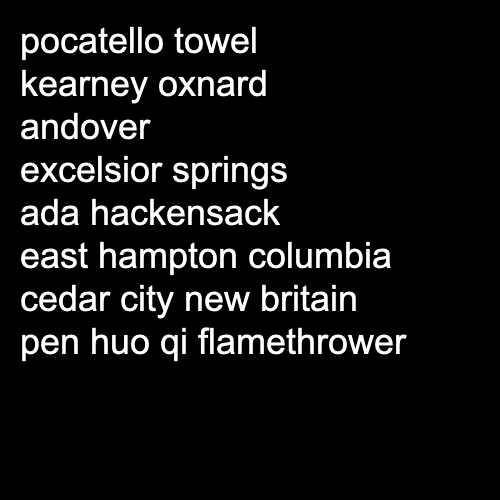 pocatello towel
kearney oxnard
andover
excelsior springs
ada hackensack
east hampton columbia
cedar city new britain
pen huo qi flamethrower